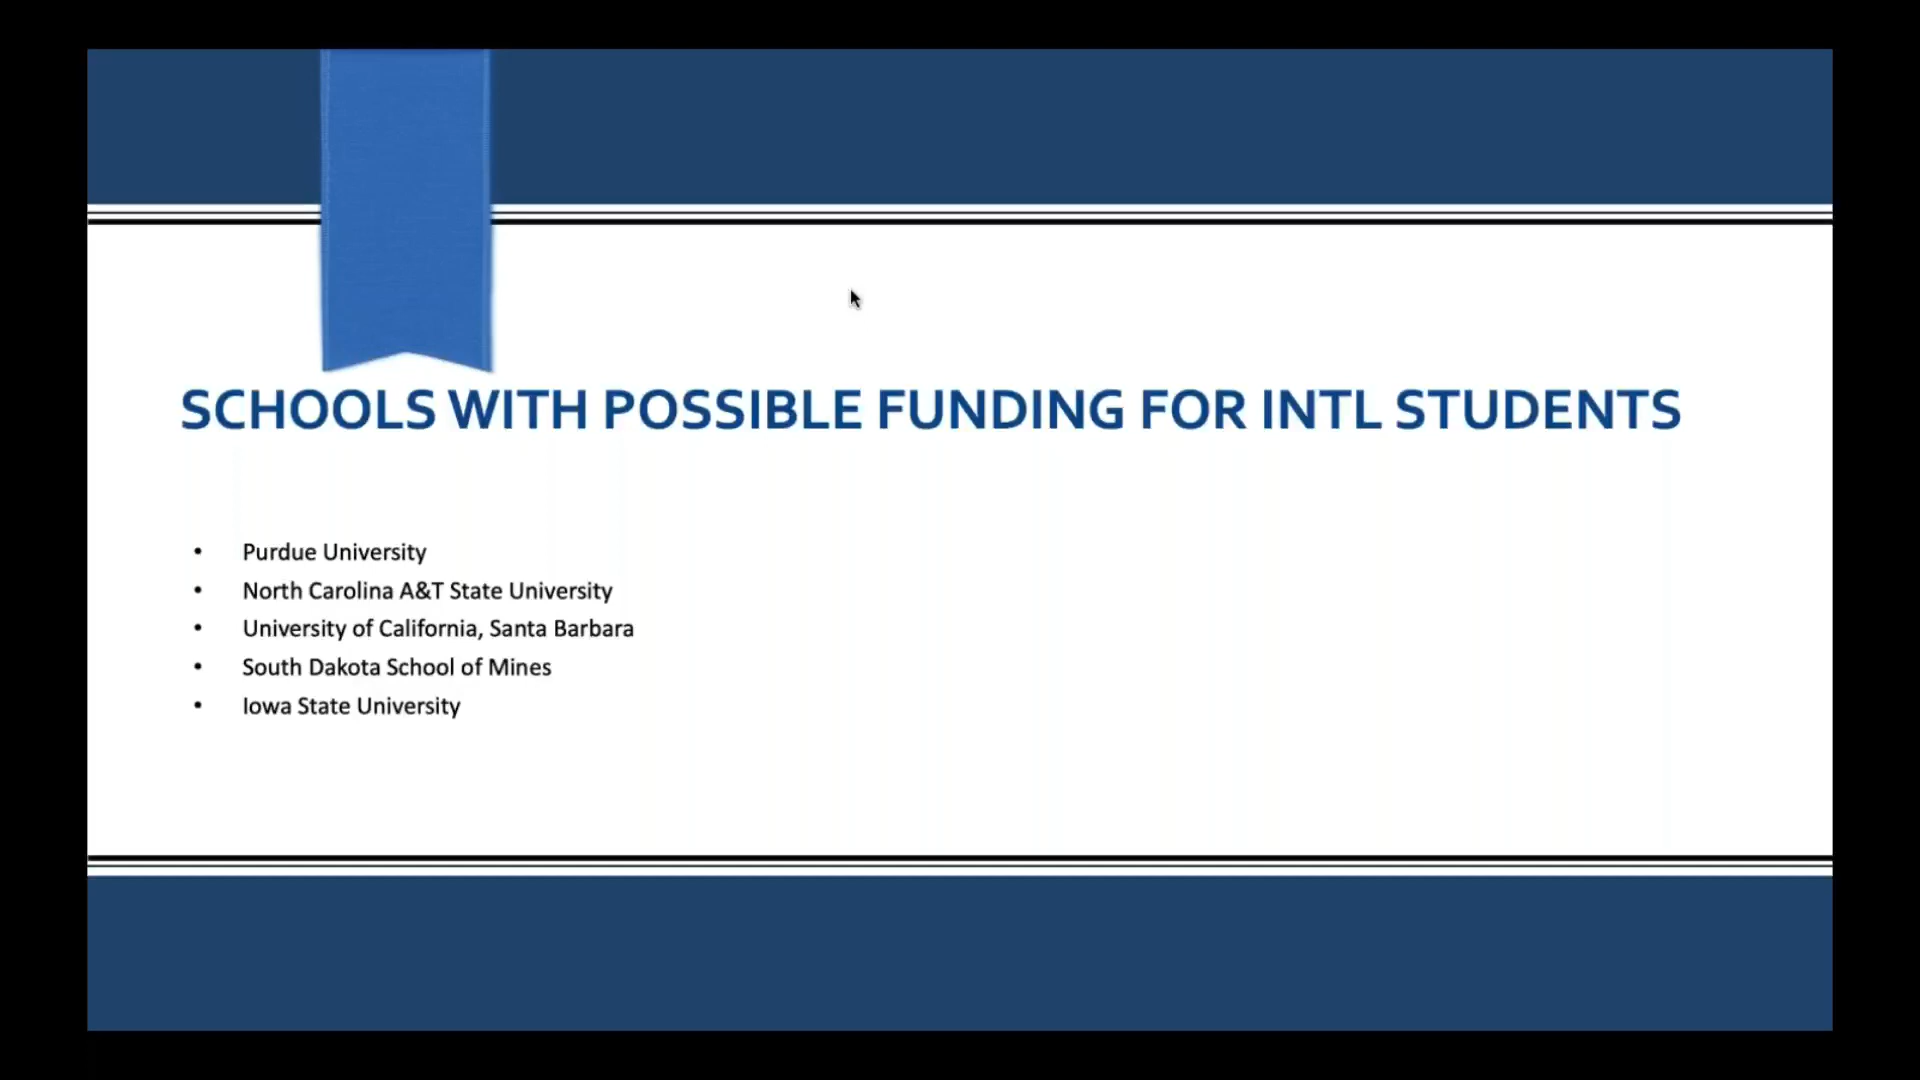 SCHOOLS WITH POSSIBLE FUNDING FOR INTL STUDENTS
• Purdue University
• North Carolina A&T State University
• University of California, Santa Barbara
• South Dakota School of Mines
• Iowa State University